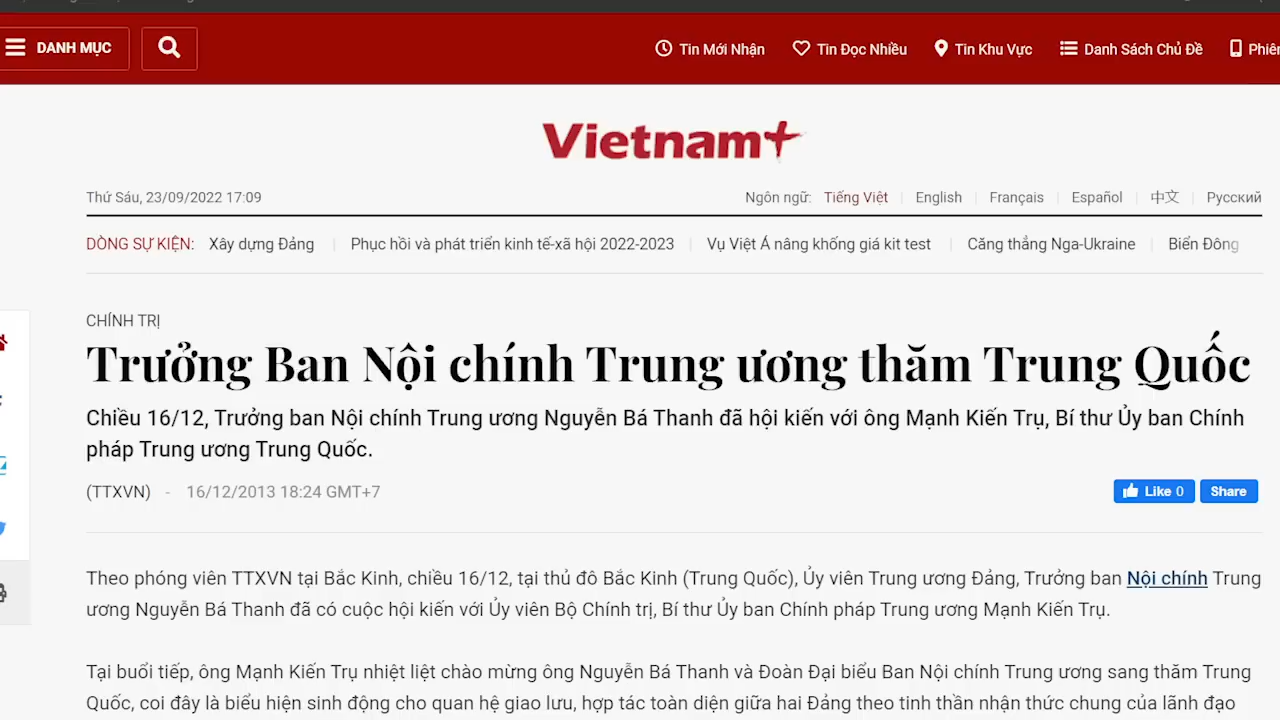 DANH MỤC
Tin Mới Nhận
Tin Đọc Nhiều
Tin Khu Vực
Danh Sách Chủ Đề
Phiên
Vietnam+
Thứ Sáu, 23/09/2022 17:09
Ngôn ngữ: Tiếng Việt | English | Français | Español | 中文 | Русский
DÒNG SỰ KIỆN: Xây dựng Đảng | Phục hồi và phát triển kinh tế-xã hội 2022-2023 | Vụ Việt Á nâng khống giá kit test | Căng thẳng Nga-Ukraine | Biển Đông
CHÍNH TRỊ
Trưởng Ban Nội chính Trung ương thăm Trung Quốc
Chiều 16/12, Trưởng ban Nội chính Trung ương Nguyễn Bá Thanh đã hội kiến với ông Mạnh Kiến Trụ, Bí thư Ủy ban Chính
pháp Trung ương Trung Quốc.
(TTXVN) - 16/12/2013 18:24 GMT+7
Like 0
Share
Theo phóng viên TTXVN tại Bắc Kinh, chiều 16/12, tại thủ đô Bắc Kinh (Trung Quốc), Ủy viên Trung ương Đảng, Trưởng ban Nội chính Trung
ương Nguyễn Bá Thanh đã có cuộc hội kiến với Ủy viên Bộ Chính trị, Bí thư Ủy ban Chính pháp Trung ương Mạnh Kiến Trụ.
Tại buổi tiếp, ông Mạnh Kiến Trụ nhiệt liệt chào mừng ông Nguyễn Bá Thanh và Đoàn Đại biểu Ban Nội chính Trung ương sang thăm Trung
Quốc, coi đây là biểu hiện sinh động cho quan hệ giao lưu, hợp tác toàn diện giữa hai Đảng theo tinh thần nhận thức chung của lãnh đạo